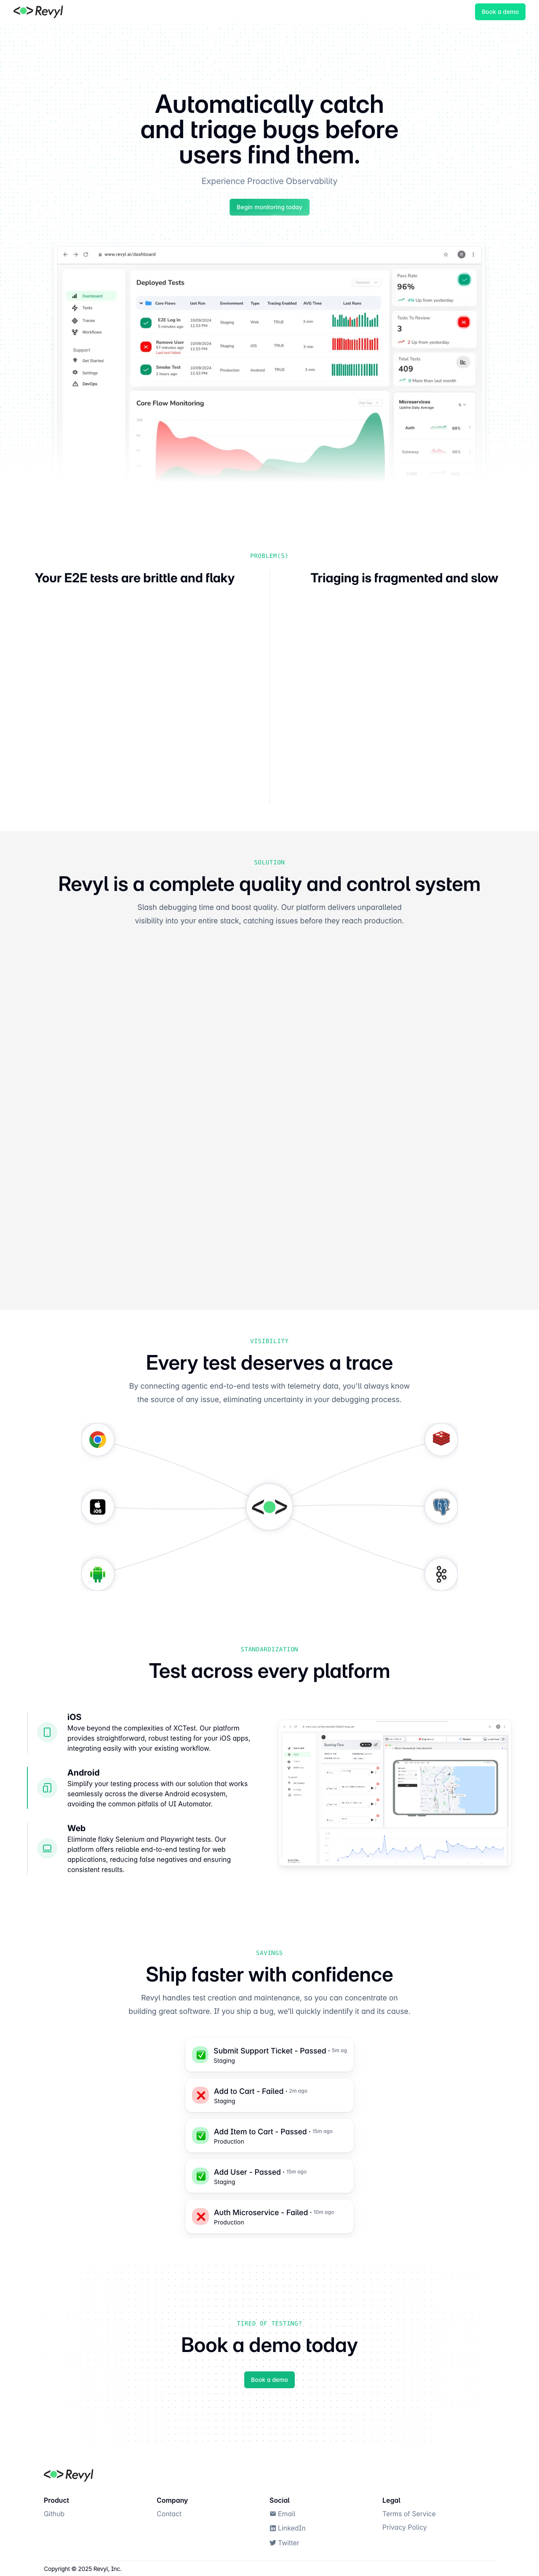 Revyl
Book a demo
Automatically catch
and triage bugs before
users find them.
Experience Proactive Observability
Begin monitoring today
www.revyl.ai/dashboard
Dashboard
Tests
Traces
Workflows
Support
Get Started
Settings
DevOps
Deployed Tests
Core Flows last Run Environment Type Tracing Enabled AVG Time Last Runs
E2E Log In
5 minutes ago
10/09/2024
12:53 PM
Staging Web TRUE 5 min
Remove User
57 minutes ago
Last test failed
10/09/2024
12:53 PM
Staging iOS TRUE 3 min
Smoke Test
2 hours ago
10/09/2024
12:53 PM
Production Android TRUE 3 min
Core Flow Monitoring
Pass Rate
96%
4% Up from yesterday
Tests To Review
3
2 Up from yesterday
Total Tests
409
3 More than last month
Microservices
Uptime Daily Average
Auth 99%
Gateway 96%
PROBLEM(S)
Your E2E tests are brittle and flaky
Triaging is fragmented and slow
SOLUTION
Revyl is a complete quality and control system
Slash debugging time and boost quality. Our platform delivers unparalleled
visibility into your entire stack, catching issues before they reach production.
VISIBILITY
Every test deserves a trace
By connecting agentic end-to-end tests with telemetry data, you'll always know
the source of any issue, eliminating uncertainty in your debugging process.
iOS
STANDARDIZATION
Test across every platform
iOS
Move beyond the complexities of XCTest. Our platform
provides straightforward, robust testing for your iOS apps,
integrating easily with your existing workflow.
Android
Simplify your testing process with our solution that works
seamlessly across the diverse Android ecosystem,
avoiding the common pitfalls of UI Automator.
Web
Eliminate flaky Selenium and Playwright tests. Our
platform offers reliable end-to-end testing for web
applications, reducing false negatives and ensuring
consistent results.
SAVINGS
Ship faster with confidence
Revyl handles test creation and maintenance, so you can concentrate on
building great software. If you ship a bug, we'll quickly indentify it and its cause.
Submit Support Ticket - Passed · 5m ag
Staging
Add to Cart - Failed · 2m ago
Staging
Add Item to Cart - Passed · 15m ago
Production
Add User - Passed · 15m ago
Staging
Auth Microservice - Failed · 10m ago
Production
TIRED OF TESTING?
Book a demo today
Book a demo
Revyl
Product
Github
Company
Contact
Social
Email
LinkedIn
Twitter
Legal
Terms of Service
Privacy Policy
Copyright © 2025 Revyl, Inc.